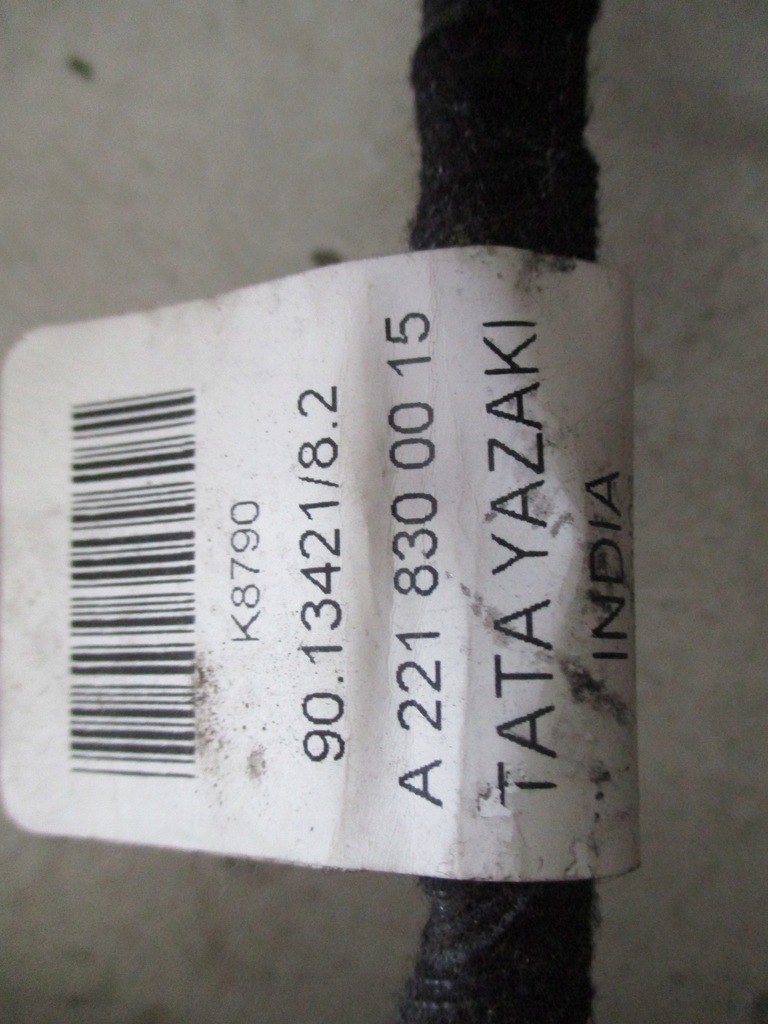 K8790
90.13421/8.2
A 221 830 00 15
TATA YAZAKI
INDIA